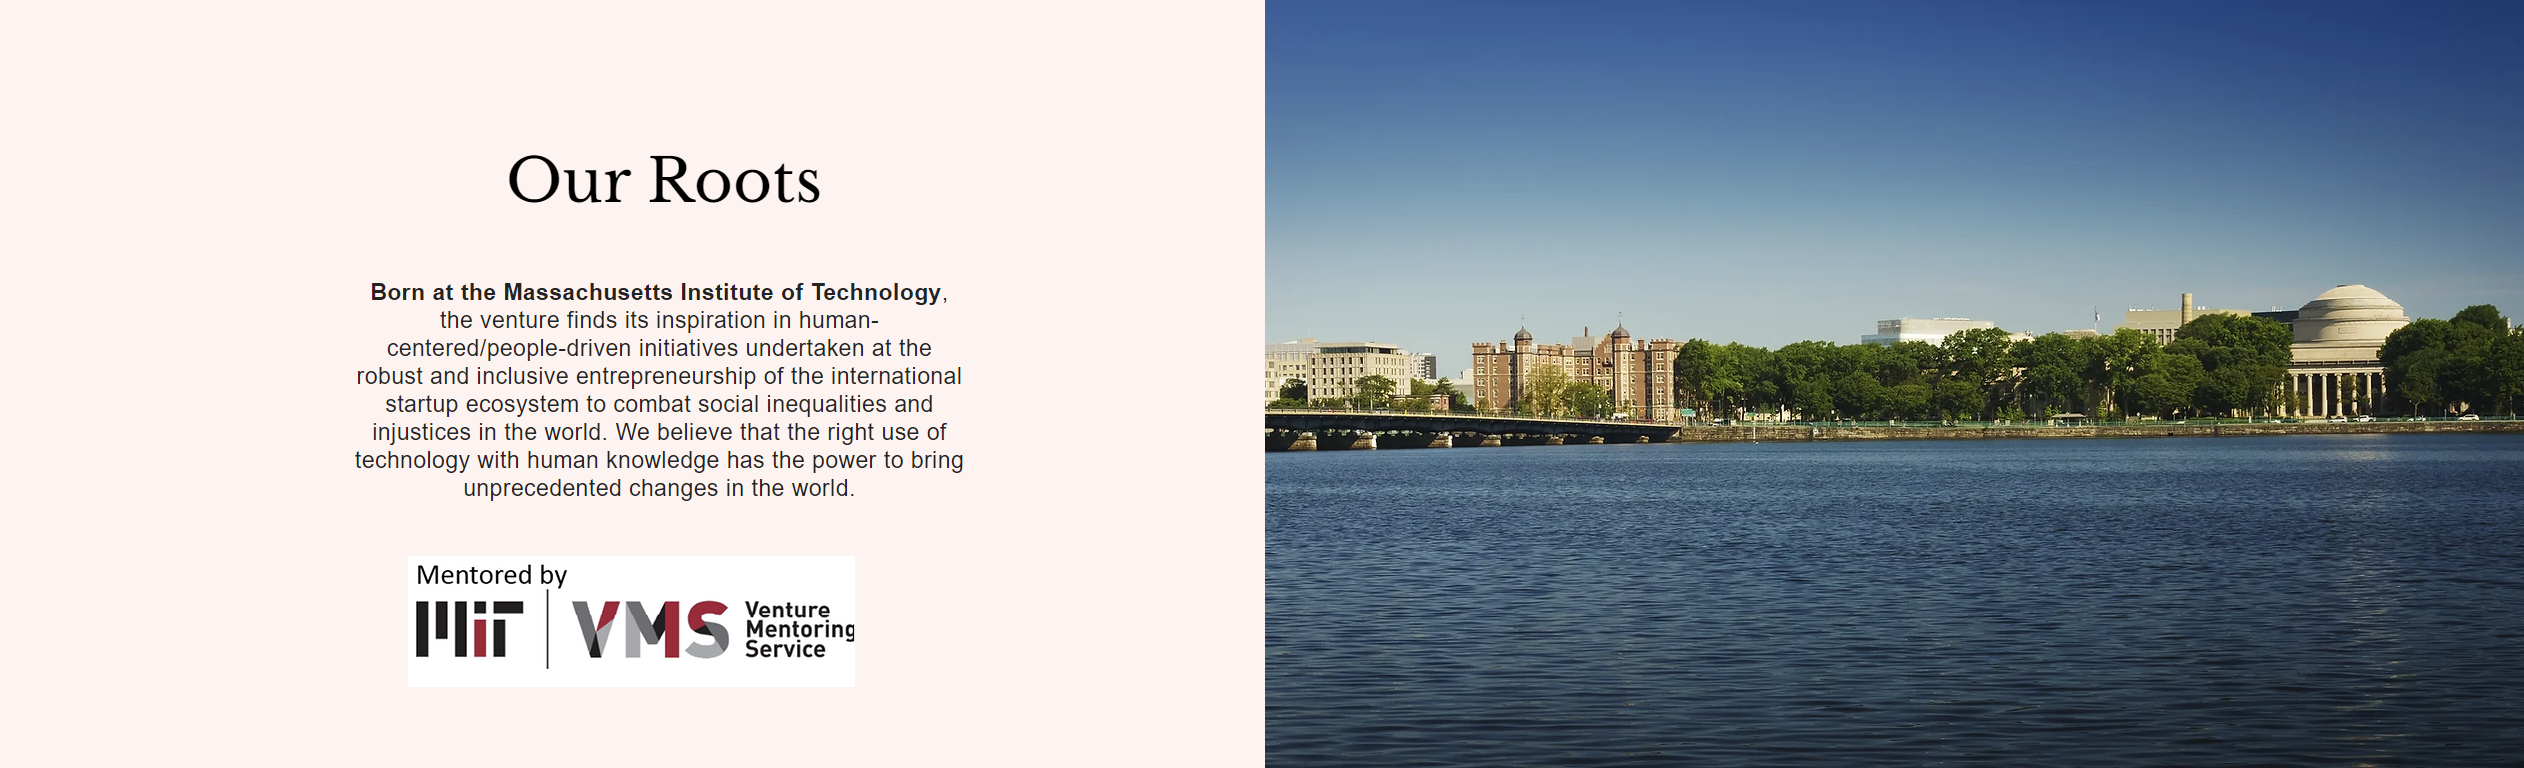 Our Roots
Born at the Massachusetts Institute of Technology,
the venture finds its inspiration in human-
centered/people-driven initiatives undertaken at the
robust and inclusive entrepreneurship of the international
startup ecosystem to combat social inequalities and
injustices in the world. We believe that the right use of
technology with human knowledge has the power to bring
unprecedented changes in the world.
Mentored by
MIT VMS Venture
Mentoring
Service